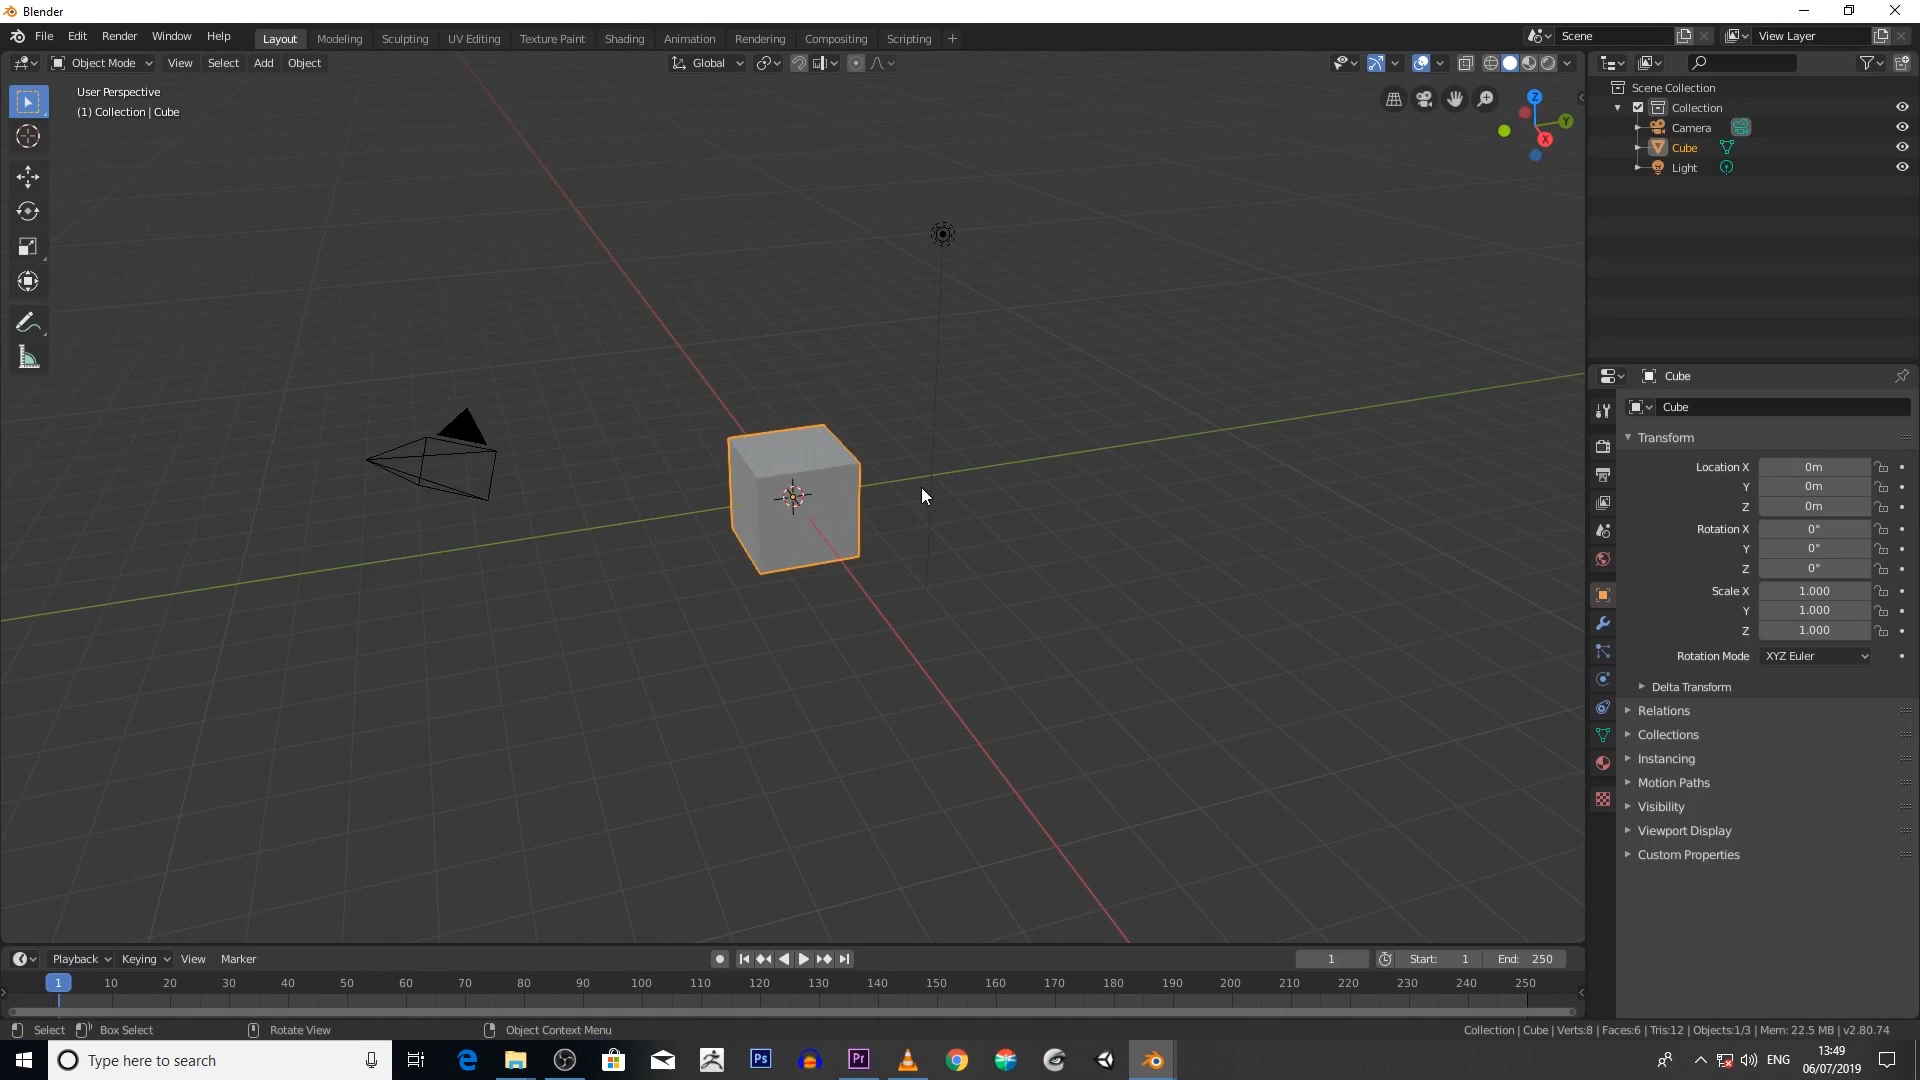 Blender
File Edit Render Window Help Layout Modeling Sculpting UV Editing Texture Paint Shading Animation Rendering Compositing Scripting + Scene View Layer
Object Mode View Select Add Object Global
User Perspective
(1) Collection | Cube
Z
Y
X
Scene Collection
Collection
Camera
Cube
Light
Cube
Cube
Transform
Location X 0m
Y 0m
Z 0m
Rotation X 0°
Y 0°
Z 0°
Scale X 1.000
Y 1.000
Z 1.000
Rotation Mode XYZ Euler
Delta Transform
Relations
Collections
Instancing
Motion Paths
Visibility
Viewport Display
Custom Properties
Playback Keying View Marker 1 Start: 1 End: 250
1 10 20 30 40 50 60 70 80 90 100 110 120 130 140 150 160 170 180 190 200 210 220 230 240 250
Select Box Select Rotate View Object Context Menu Collection | Cube | Verts:8 | Faces:6 | Tris:12 | Objects:1/3 | Mem: 22.5 MB | v2.80.74
Type here to search Ps Pr ENG 13:49
06/07/2019